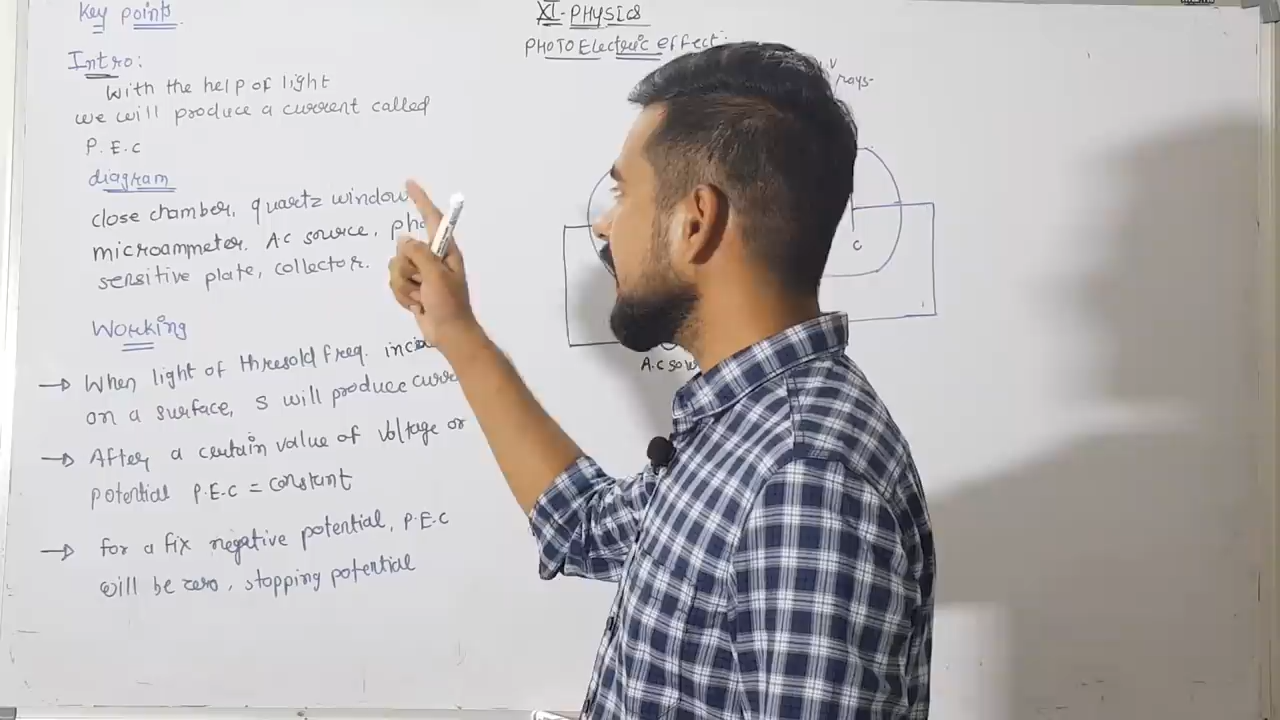 Key points
Intro:
With the help of light
we will produce a current called
P.E.C
diagram
close chamber, quartz window
microammeter. Ac source,
sensitive plate, collector.
Working
→ When light of thresold freq.
on a surface, s will produce
→ After a certain value of voltage or
potential P.E.C = constant
→ for a fix negative potential, P.E.C
will be zero, stopping potential
XI-PHYSICS
PHOTO Electric effect:
rays-
C
A.c